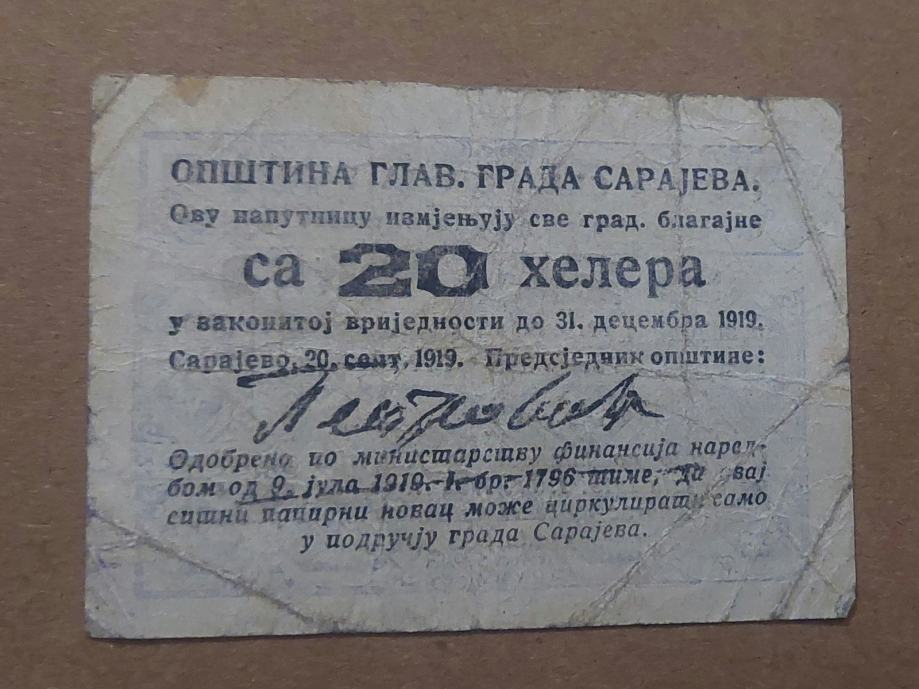 ОПШТИНА ГЛАВ. ГРАДА САРАЈЕВА.
Ову напутницу измјењују све град. благајне
са 20 хелера
у законитој вриједности до 31. децембра 1919.
Сарајево, 20. септ. 1919. Предсједник општине:
Одобрено по министарству финансија наред-
бом од 9. јула 1919. I. бр. 1796 тиме, да овај
ситни папирни новац може циркулирати само
у подручју града Сарајева.